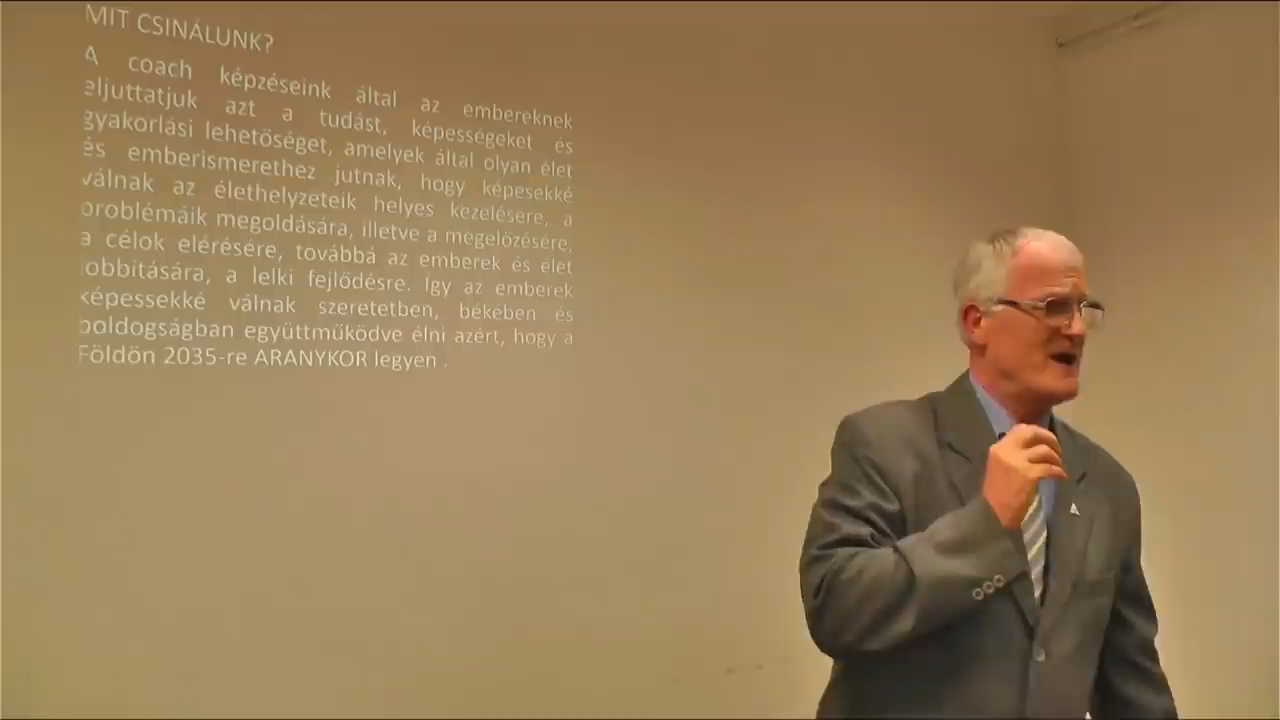 MIT CSINÁLUNK?
A coach képzéseink által az embereknek
eljuttatjuk azt a tudást, képességeket és
gyakorlási lehetőséget, amelyek által olyan élet
és emberismerethez jutnak, hogy képesekké
válnak az élethelyzeteik helyes kezelésére, a
problémáik megoldására, illetve a megelőzésére,
a célok elérésére, továbbá az emberek és élet
jobbítására, a lelki fejlődésre. Így az emberek
képessekké válnak szeretetben, békében és
boldogságban együttműködve élni azért, hogy a
Földön 2035-re ARANYKOR legyen .